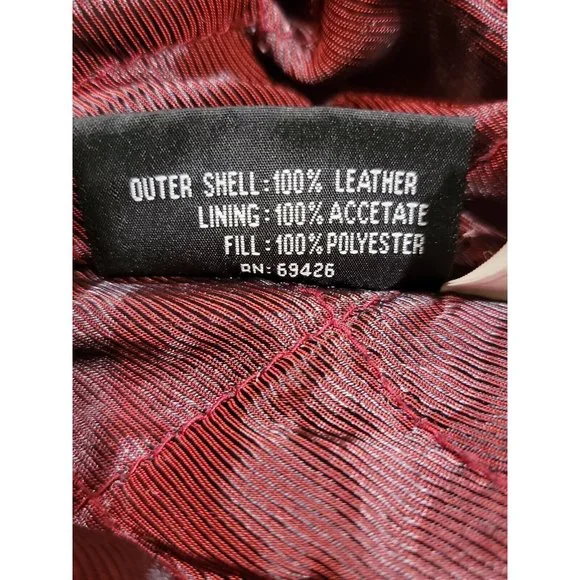 OUTER SHELL: 100% LEATHER
LINING: 100% ACCETATE
FILL: 100% POLYESTER
RN: 69426